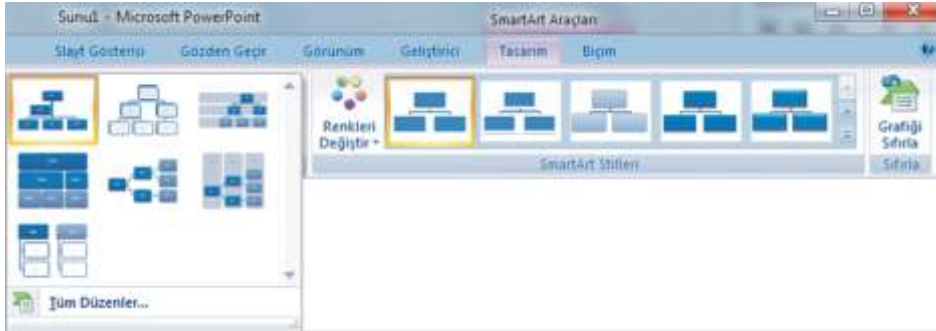 Sunu1 - Microsoft PowerPoint
SmartArt Araçları
Slayt Gösterisi Gözden Geçir Görünüm Geliştirici Tasarım Biçim
Renkleri
Değiştir
Grafiği
Sıfırla
SmartArt Stilleri
Sıfırla
Tüm Düzenler...